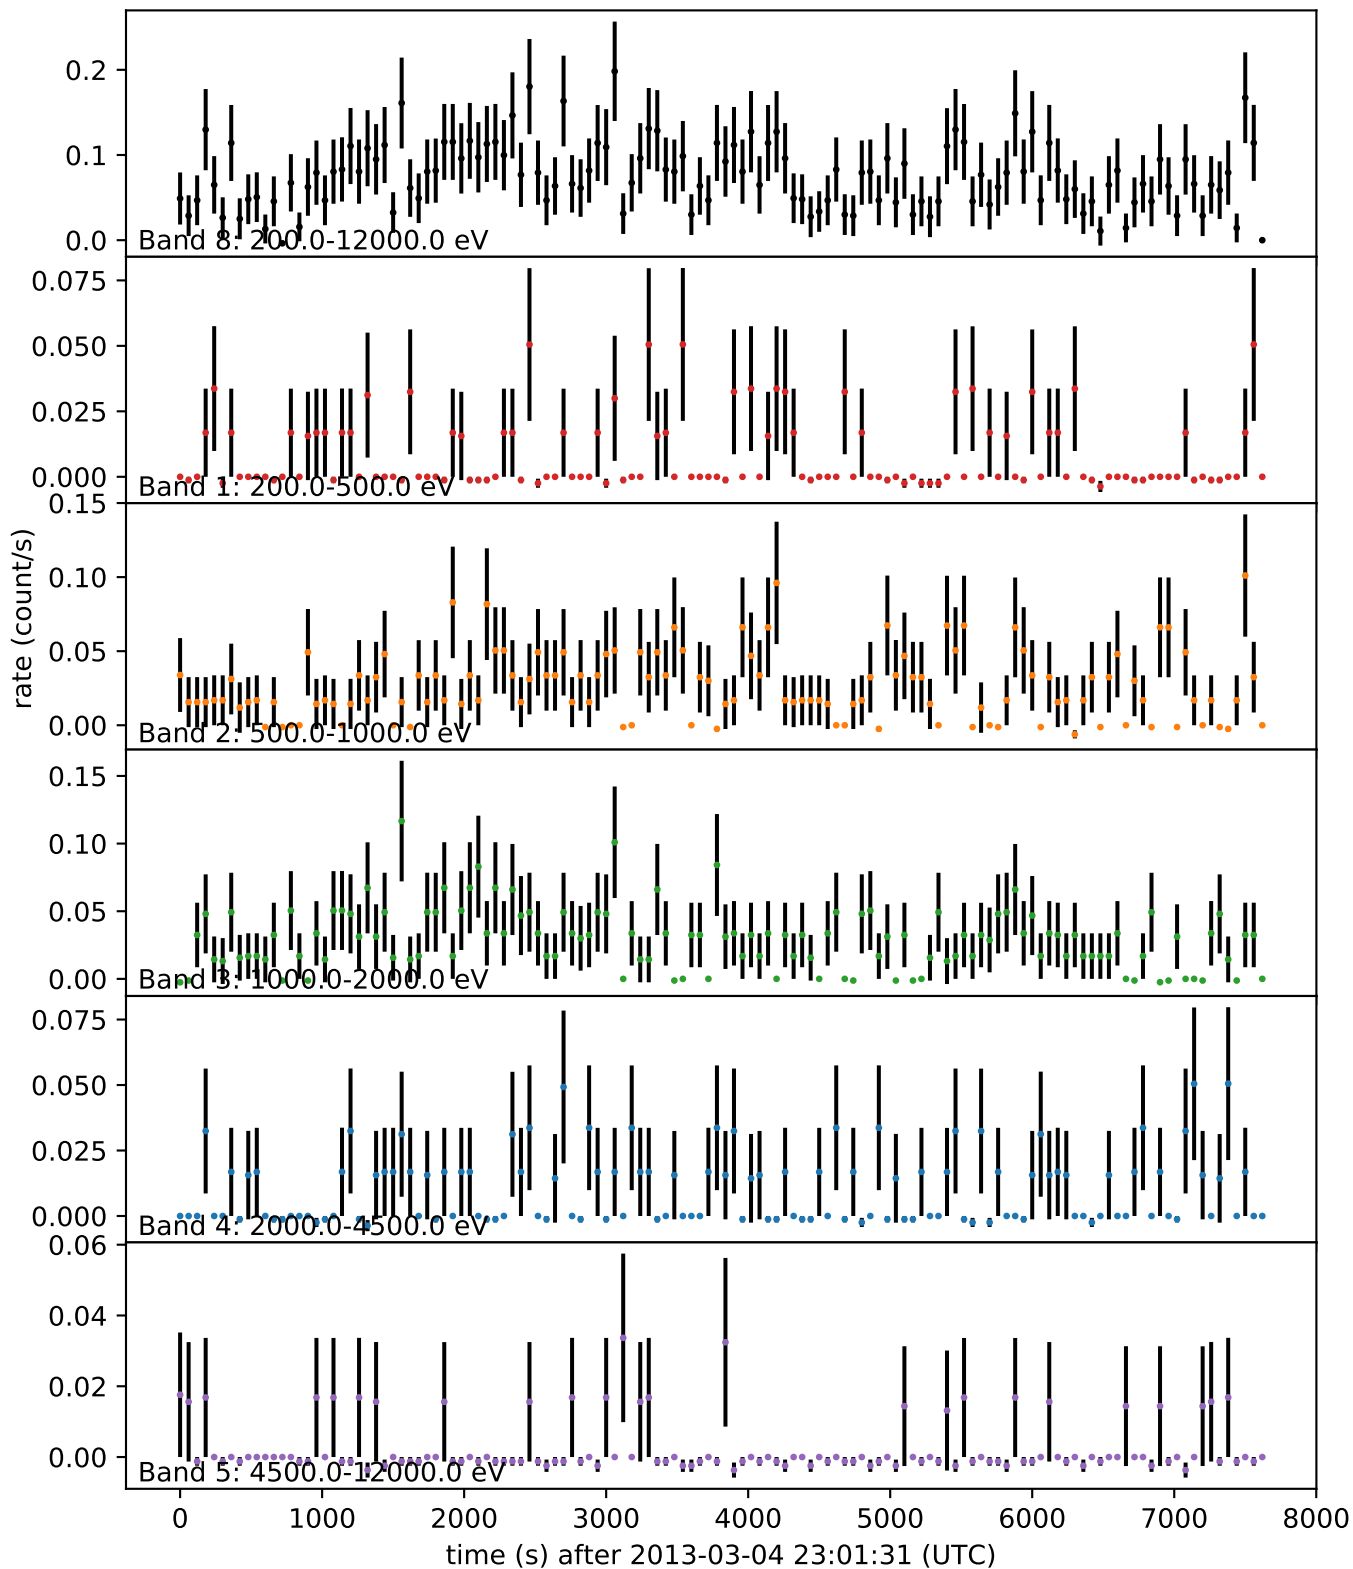 0.2
0.1
0.0
Band 8: 200.0-12000.0 eV
0.075
0.050
0.025
0.000
Band 1: 200.0-500.0 eV
0.15
0.10
0.05
0.00
Band 2: 500.0-1000.0 eV
rate (count/s)
0.15
0.10
0.05
0.00
Band 3: 1000.0-2000.0 eV
0.075
0.050
0.025
0.000
Band 4: 2000.0-4500.0 eV
0.06
0.04
0.02
0.00
Band 5: 4500.0-12000.0 eV
0 1000 2000 3000 4000 5000 6000 7000 8000
time (s) after 2013-03-04 23:01:31 (UTC)